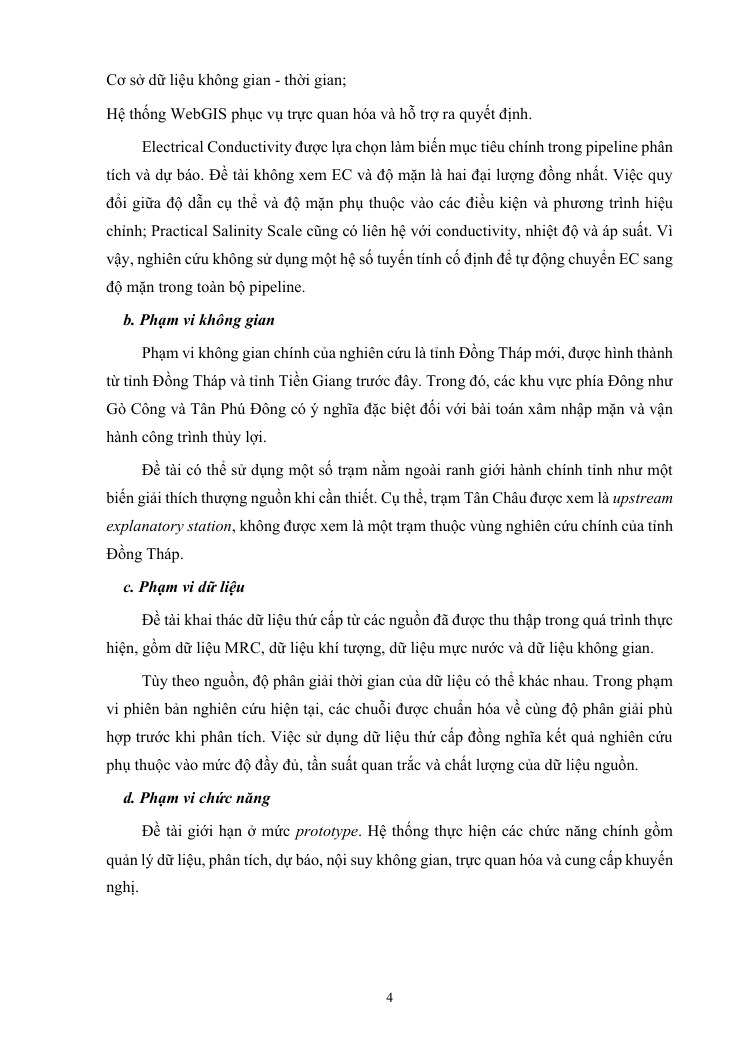 Cơ sở dữ liệu không gian - thời gian;
Hệ thống WebGIS phục vụ trực quan hóa và hỗ trợ ra quyết định.
Electrical Conductivity được lựa chọn làm biến mục tiêu chính trong pipeline phân
tích và dự báo. Đề tài không xem EC và độ mặn là hai đại lượng đồng nhất. Việc quy
đổi giữa độ dẫn cụ thể và độ mặn phụ thuộc vào các điều kiện và phương trình hiệu
chỉnh; Practical Salinity Scale cũng có liên hệ với conductivity, nhiệt độ và áp suất. Vì
vậy, nghiên cứu không sử dụng một hệ số tuyến tính cố định để tự động chuyển EC sang
độ mặn trong toàn bộ pipeline.
b. Phạm vi không gian
Phạm vi không gian chính của nghiên cứu là tỉnh Đồng Tháp mới, được hình thành
từ tỉnh Đồng Tháp và tỉnh Tiền Giang trước đây. Trong đó, các khu vực phía Đông như
Gò Công và Tân Phú Đông có ý nghĩa đặc biệt đối với bài toán xâm nhập mặn và vận
hành công trình thủy lợi.
Đề tài có thể sử dụng một số trạm nằm ngoài ranh giới hành chính tỉnh như một
biến giải thích thượng nguồn khi cần thiết. Cụ thể, trạm Tân Châu được xem là upstream
explanatory station, không được xem là một trạm thuộc vùng nghiên cứu chính của tỉnh
Đồng Tháp.
c. Phạm vi dữ liệu
Đề tài khai thác dữ liệu thứ cấp từ các nguồn đã được thu thập trong quá trình thực
hiện, gồm dữ liệu MRC, dữ liệu khí tượng, dữ liệu mực nước và dữ liệu không gian.
Tùy theo nguồn, độ phân giải thời gian của dữ liệu có thể khác nhau. Trong phạm
vi phiên bản nghiên cứu hiện tại, các chuỗi được chuẩn hóa về cùng độ phân giải phù
hợp trước khi phân tích. Việc sử dụng dữ liệu thứ cấp đồng nghĩa kết quả nghiên cứu
phụ thuộc vào mức độ đầy đủ, tần suất quan trắc và chất lượng của dữ liệu nguồn.
d. Phạm vi chức năng
Đề tài giới hạn ở mức prototype. Hệ thống thực hiện các chức năng chính gồm
quản lý dữ liệu, phân tích, dự báo, nội suy không gian, trực quan hóa và cung cấp khuyến
nghị.
4